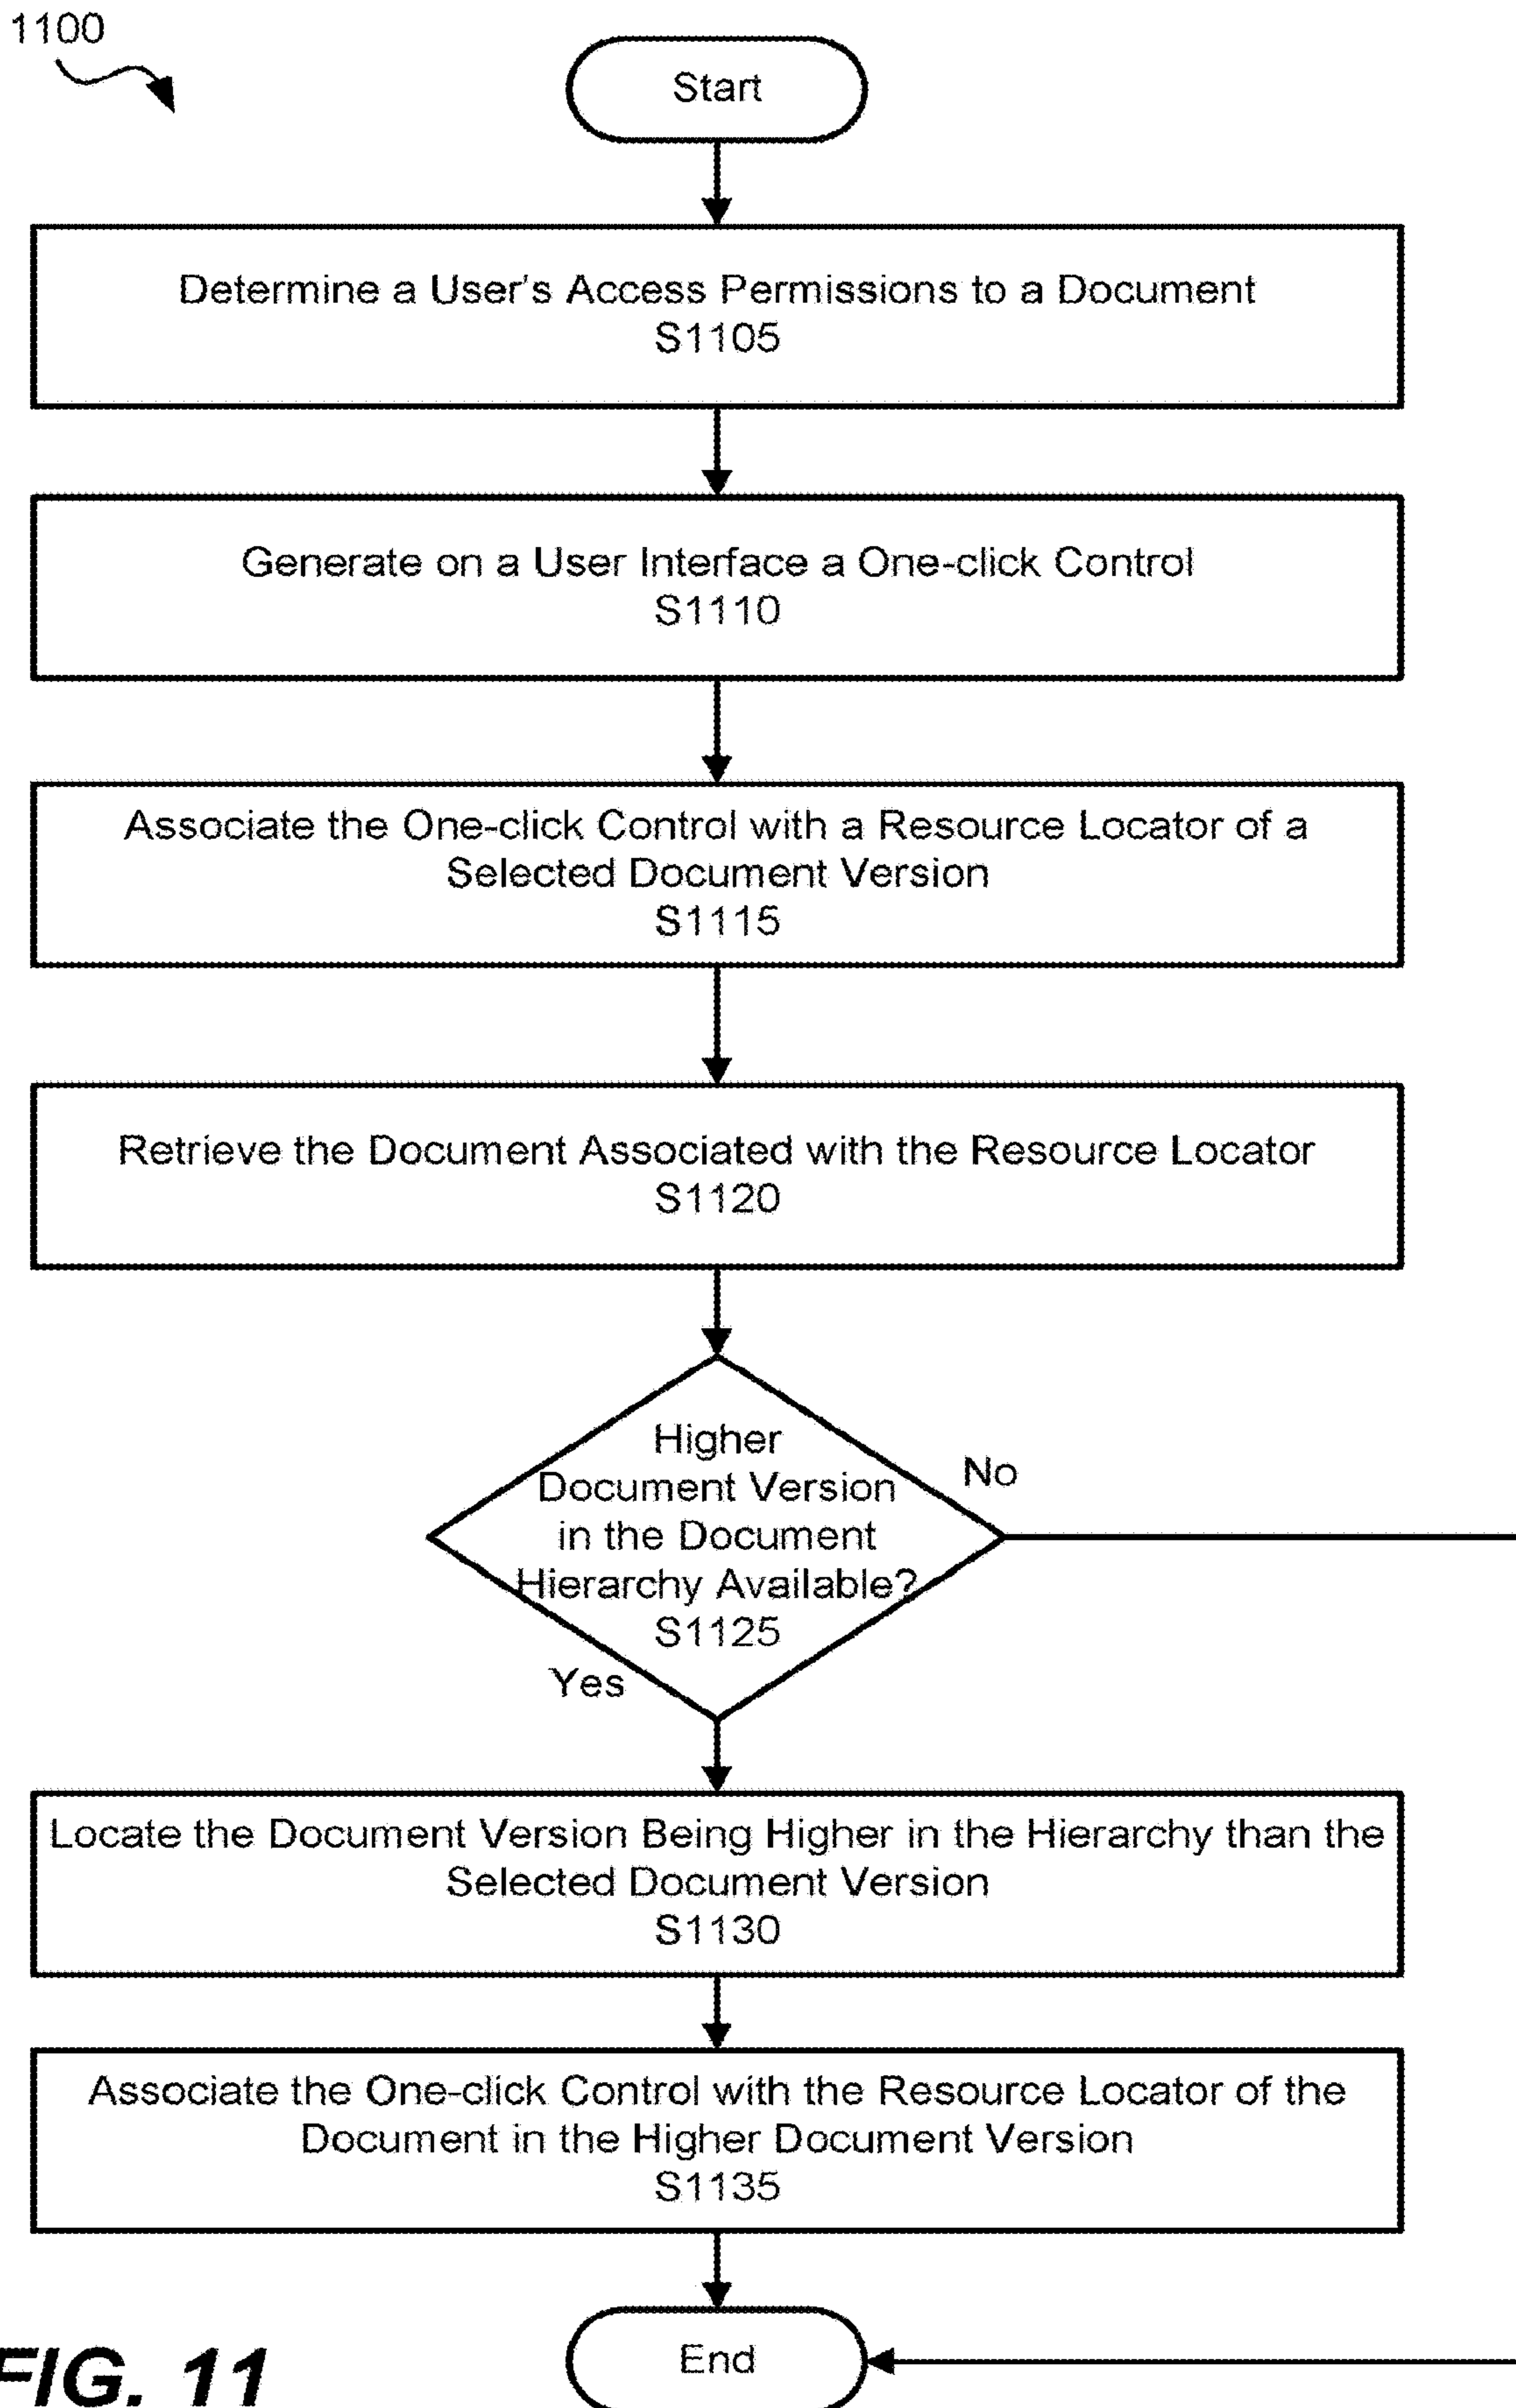 1100
Start
Determine a User's Access Permissions to a Document
S1105
Generate on a User Interface a One-click Control
S1110
Associate the One-click Control with a Resource Locator of a
Selected Document Version
S1115
Retrieve the Document Associated with the Resource Locator
S1120
Higher
Document Version
in the Document
Hierarchy Available?
S1125
No
Yes
Locate the Document Version Being Higher in the Hierarchy than the
Selected Document Version
S1130
Associate the One-click Control with the Resource Locator of the
Document in the Higher Document Version
S1135
End
FIG. 11